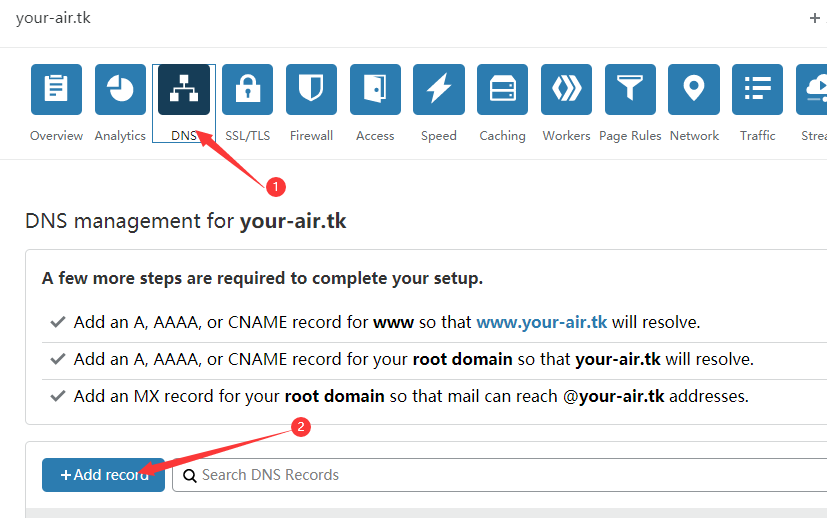 your-air.tk +
Overview Analytics DNS SSL/TLS Firewall Access Speed Caching Workers Page Rules Network Traffic Strea
1
DNS management for your-air.tk
A few more steps are required to complete your setup.
Add an A, AAAA, or CNAME record for www so that www.your-air.tk will resolve.
Add an A, AAAA, or CNAME record for your root domain so that your-air.tk will resolve.
Add an MX record for your root domain so that mail can reach @your-air.tk addresses.
2
+Add record Search DNS Records